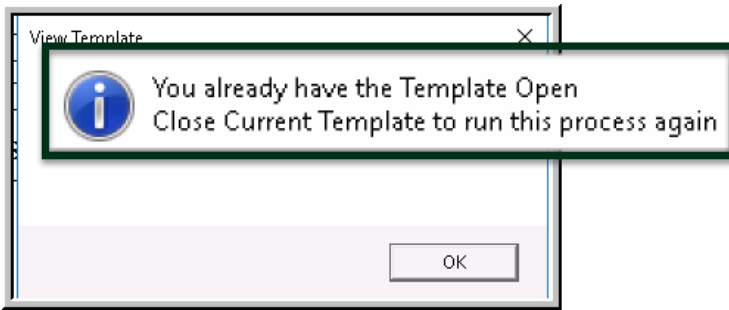 View Template
You already have the Template Open
Close Current Template to run this process again
OK